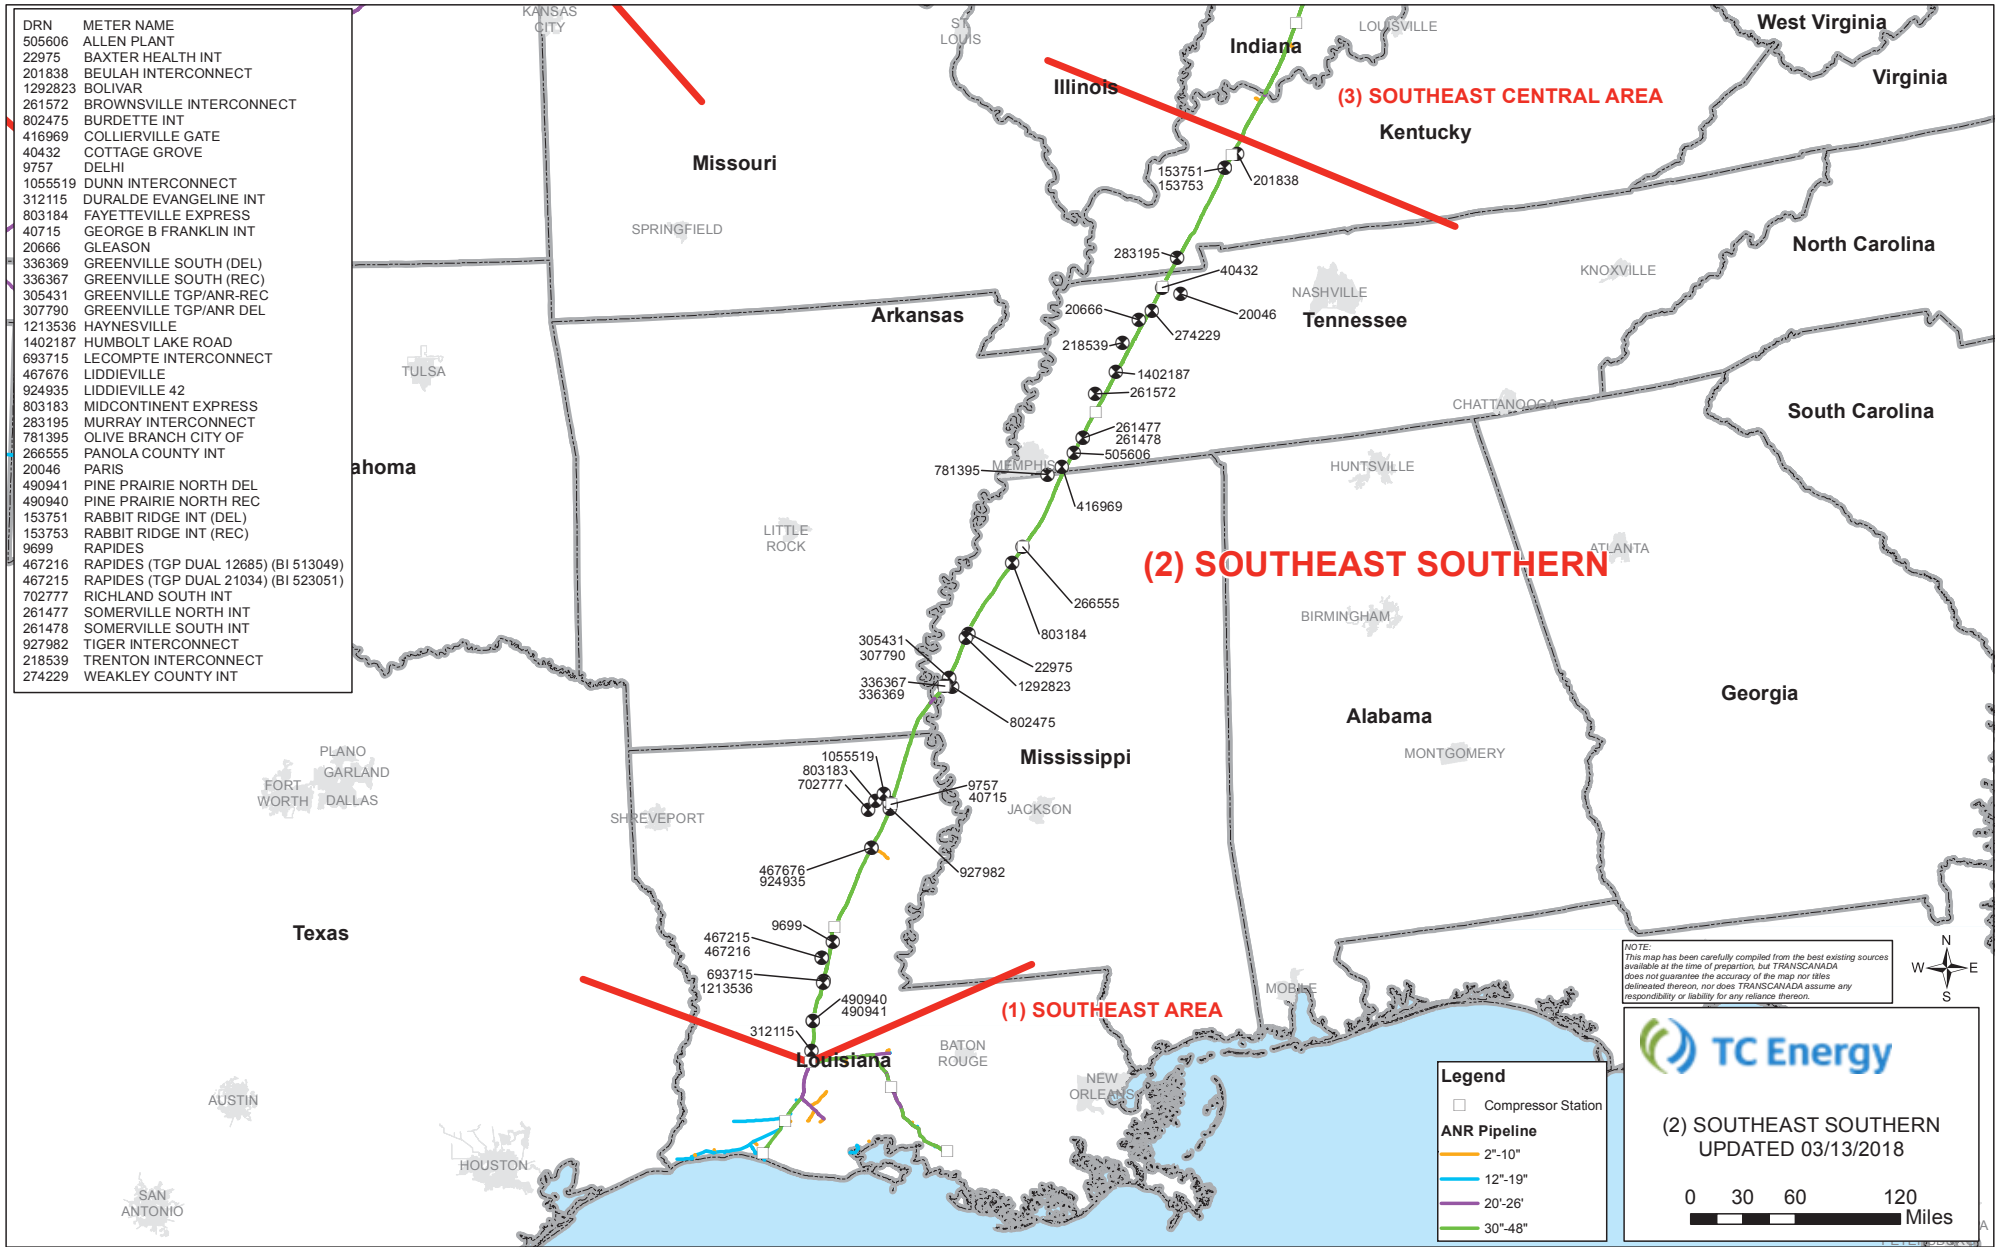 DRN METER NAME
505606 ALLEN PLANT
22975 BAXTER HEALTH INT
201838 BEULAH INTERCONNECT
1292823 BOLIVAR
261572 BROWNSVILLE INTERCONNECT
802475 BURDETTE INT
416969 COLLIERVILLE GATE
40432 COTTAGE GROVE
9757 DELHI
1055519 DUNN INTERCONNECT
312115 DURALDE EVANGELINE INT
803184 FAYETTEVILLE EXPRESS
40715 GEORGE B FRANKLIN INT
20666 GLEASON
336369 GREENVILLE SOUTH (DEL)
336367 GREENVILLE SOUTH (REC)
305431 GREENVILLE TGP/ANR-REC
307790 GREENVILLE TGP/ANR DEL
1213536 HAYNESVILLE
1402187 HUMBOLT LAKE ROAD
693715 LECOMPTE INTERCONNECT
467676 LIDDIEVILLE
924935 LIDDIEVILLE 42
803183 MIDCONTINENT EXPRESS
283195 MURRAY INTERCONNECT
781395 OLIVE BRANCH CITY OF
266555 PANOLA COUNTY INT
20046 PARIS
490941 PINE PRAIRIE NORTH DEL
490940 PINE PRAIRIE NORTH REC
153751 RABBIT RIDGE INT (DEL)
153753 RABBIT RIDGE INT (REC)
9699 RAPIDES
467216 RAPIDES (TGP DUAL 12685) (BI 513049)
467215 RAPIDES (TGP DUAL 21034) (BI 523051)
702777 RICHLAND SOUTH INT
261477 SOMERVILLE NORTH INT
261478 SOMERVILLE SOUTH INT
927982 TIGER INTERCONNECT
218539 TRENTON INTERCONNECT
274229 WEAKLEY COUNTY INT
KANSAS
CITY
ST
LOUIS
LOUISVILLE
West Virginia
Indiana
Virginia
Illinois
(3) SOUTHEAST CENTRAL AREA
Kentucky
Missouri
153751
153753
201838
SPRINGFIELD
283195
40432
North Carolina
KNOXVILLE
NASHVILLE
20046
Arkansas
20666
Tennessee
274229
218539
TULSA
1402187
261572
CHATTANOOGA
South Carolina
261477
261478
505606
ahoma
MEMPHIS
781395
HUNTSVILLE
416969
LITTLE
ROCK
ATLANTA
(2) SOUTHEAST SOUTHERN
266555
BIRMINGHAM
803184
305431
307790
22975
336367
336369
1292823
802475
Georgia
Alabama
PLANO
GARLAND
FORT
WORTH
DALLAS
1055519
803183
702777
Mississippi
MONTGOMERY
9757
40715
JACKSON
SHREVEPORT
467676
924935
927982
Texas
9699
467215
467216
693715
1213536
490940
490941
312115
(1) SOUTHEAST AREA
MOBILE
Louisiana
BATON
ROUGE
NEW
ORLEANS
AUSTIN
HOUSTON
SAN
ANTONIO
NOTE:
This map has been carefully compiled from the best existing sources
available at the time of prepartion, but TRANSCANADA
does not guarantee the accuracy of the map nor titles
delineated thereon, nor does TRANSCANADA assume any
respondibility or liability for any reliance thereon.
N
W E
S
Legend
Compressor Station
ANR Pipeline
2"-10"
12"-19"
20'-26'
30"-48"
TC Energy
(2) SOUTHEAST SOUTHERN
UPDATED 03/13/2018
0 30 60 120
Miles